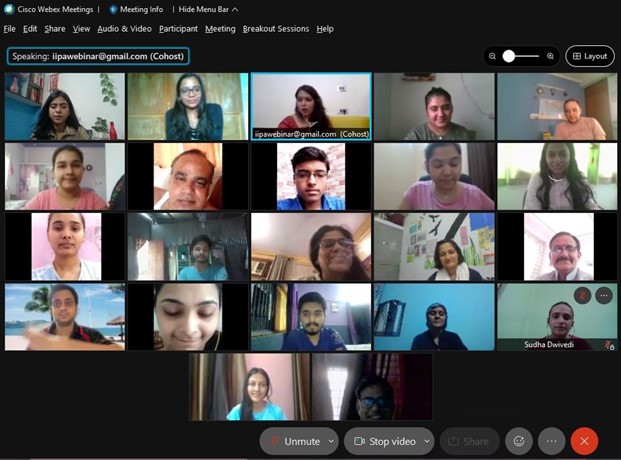 Cisco Webex Meetings | Meeting Info | Hide Menu Bar
File Edit Share View Audio & Video Participant Meeting Breakout Sessions Help
Speaking: iipawebinar@gmail.com (Cohost)
Layout
iipawebinar@gmail.com (Cohost)
Sudha Dwivedi
Unmute Stop video Share